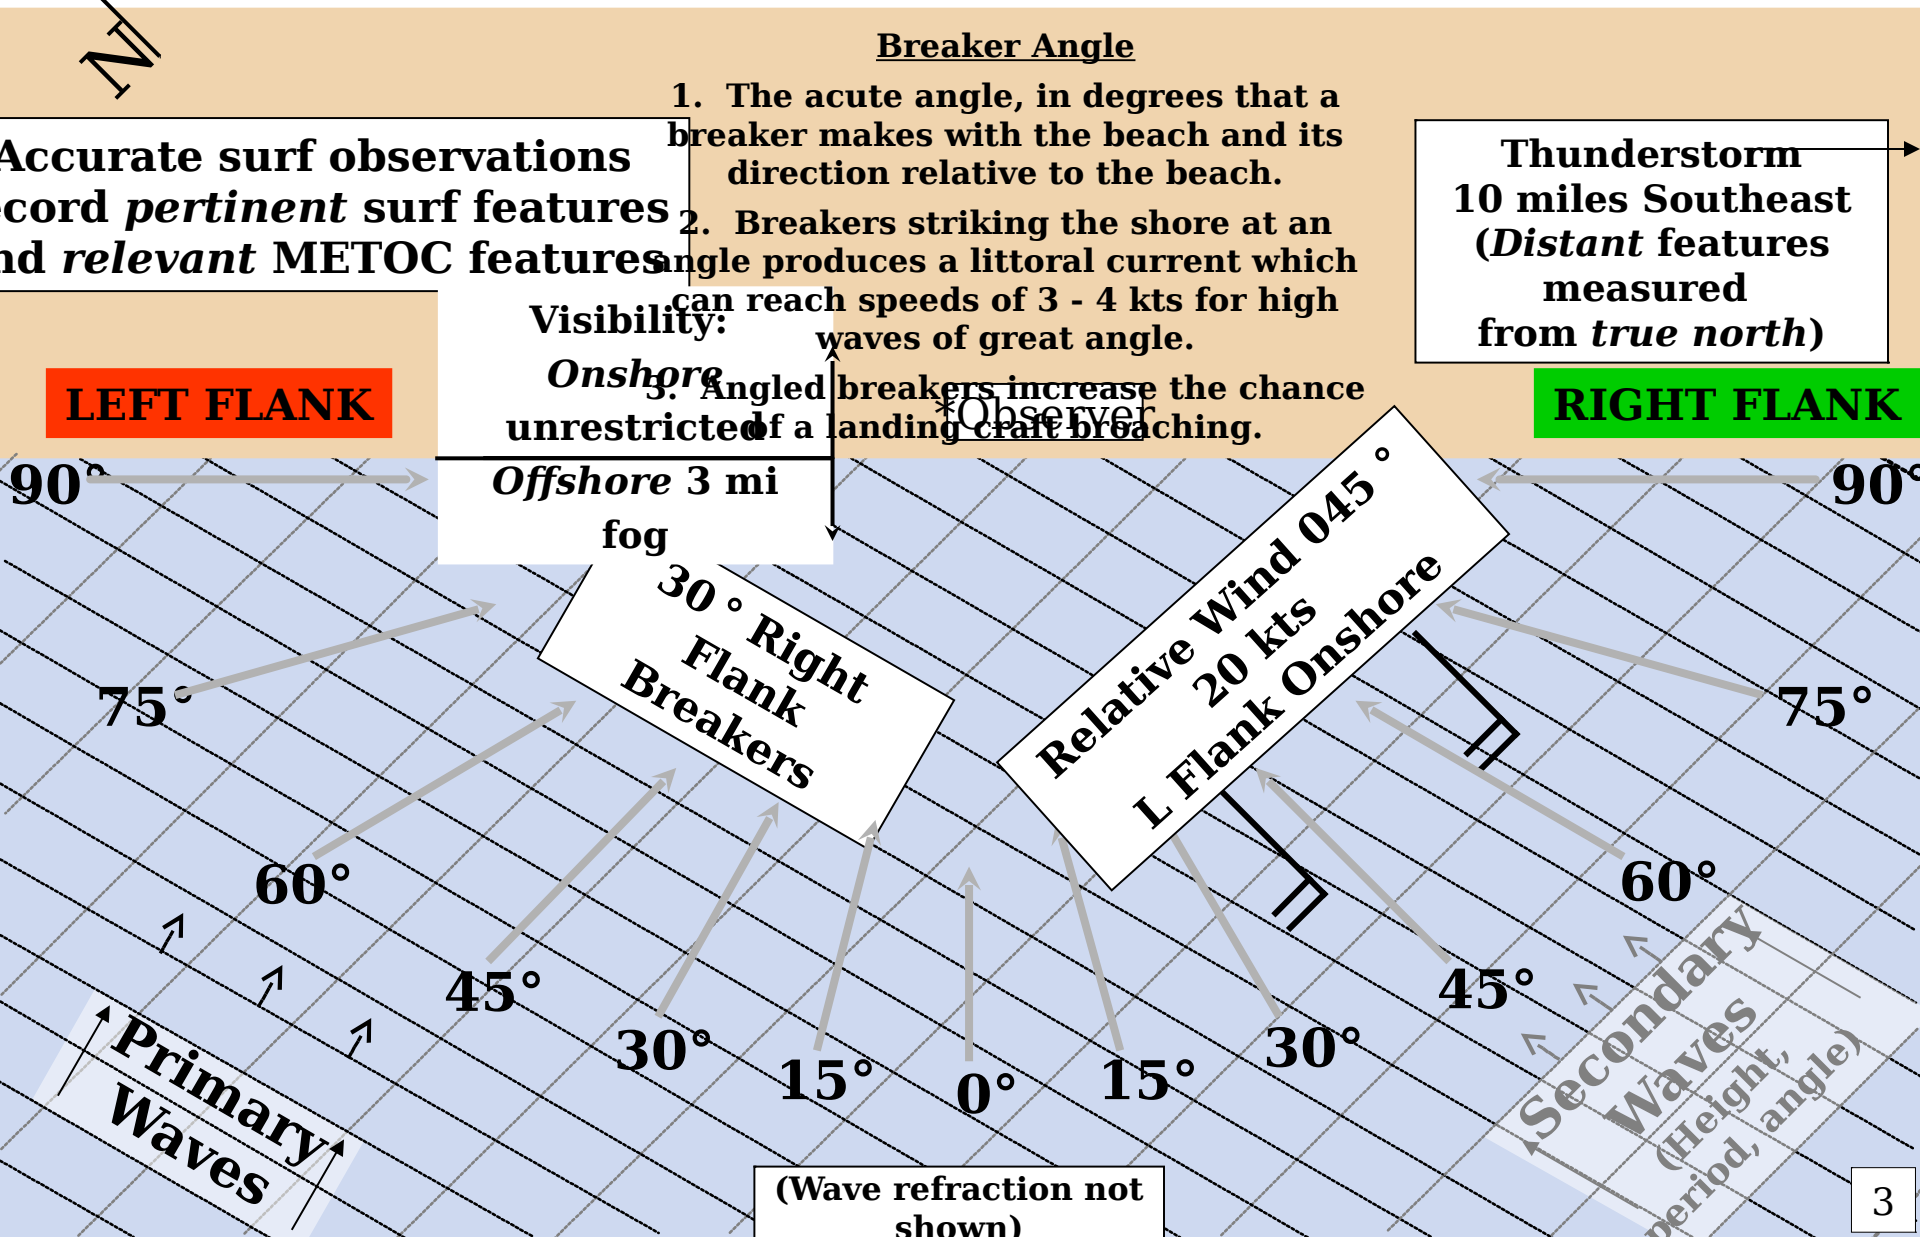 N
Breaker Angle
1.  The acute angle, in degrees that a
breaker makes with the beach and its
direction relative to the beach.
2.  Breakers striking the shore at an
angle produces a littoral current which
can reach speeds of 3 - 4 kts for high
waves of great angle.
3.  Angled breakers increase the chance
of a landing craft broaching.
Accurate surf observations
cord pertinent surf features
nd relevant METOC features
Thunderstorm
10 miles Southeast
(Distant features
measured
from true north)
Visibility:
Onshore
unrestricted
Offshore 3 mi
fog
*Observer
LEFT FLANK
RIGHT FLANK
90°
90°
30 ° Right
Flank
Breakers
Relative Wind 045 °
20 kts
L Flank Onshore
75°
75°
60°
60°
45°
45°
30°
30°
15°
0°
15°
Primary
Waves
Secondary
Waves
(Height,
period, angle)
(Wave refraction not
shown)
3